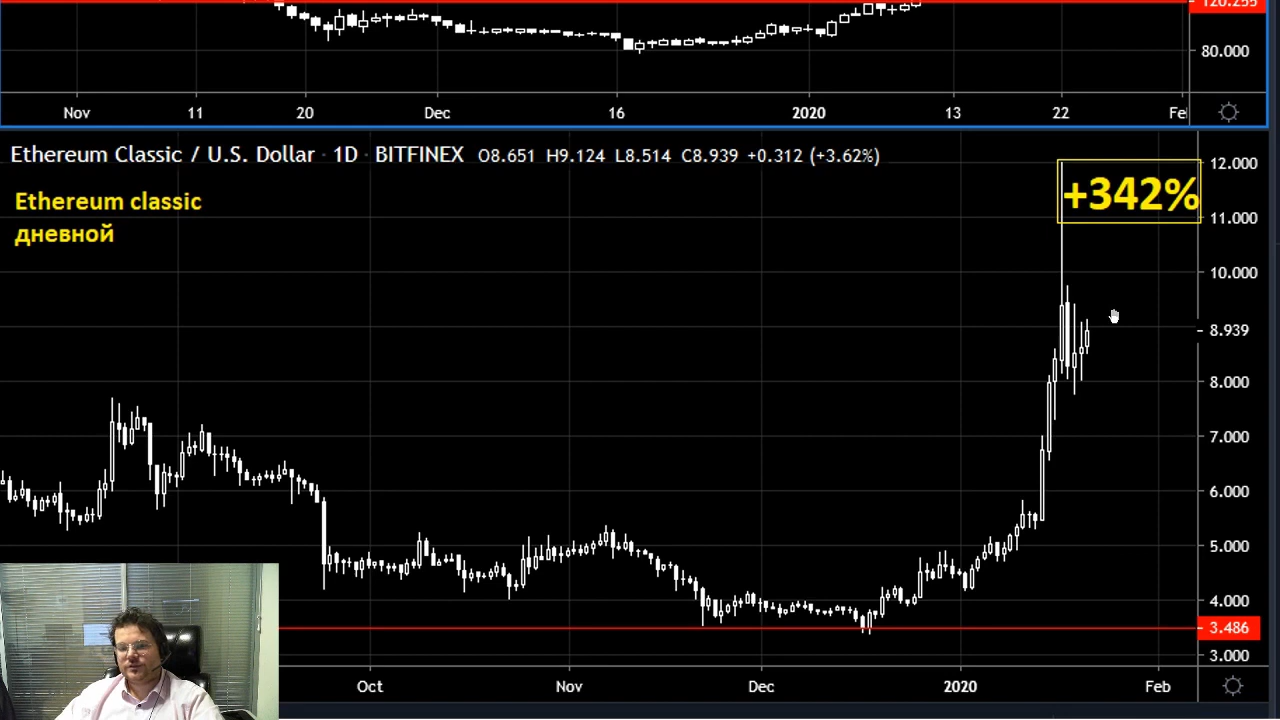 120.255
80.000
Nov 11 20 Dec 16 2020 13 22 Fe
Ethereum Classic / U.S. Dollar · 1D · BITFINEX O8.651 H9.124 L8.514 C8.939 +0.312 (+3.62%)
12.000
+342%
Ethereum classic
дневной
11.000
10.000
8.939
8.000
7.000
6.000
5.000
4.000
3.486
3.000
Oct Nov Dec 2020 Feb